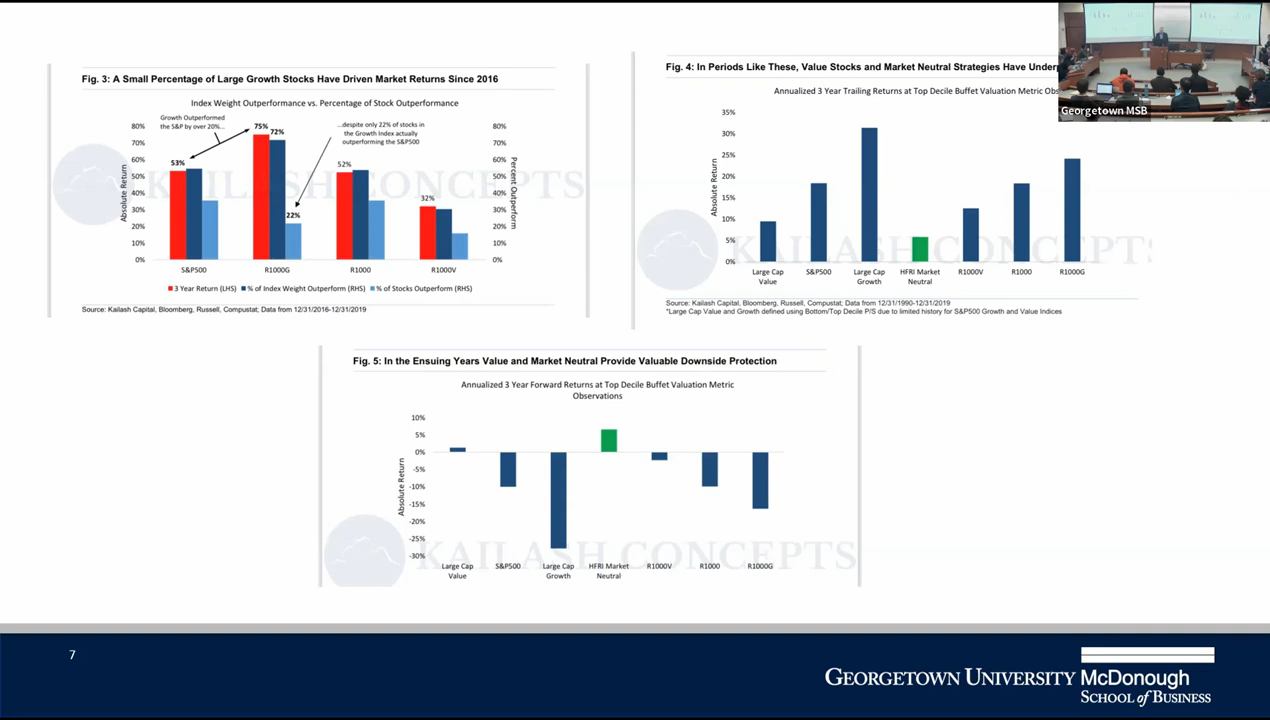 Fig. 3: A Small Percentage of Large Growth Stocks Have Driven Market Returns Since 2016
Index Weight Outperformance vs. Percentage of Stock Outperformance
Growth Outperformed
the S&P by over 20%...
...despite only 22% of stocks in
the Growth Index actually
outperforming the S&P500
80%
70%
60%
50%
40%
30%
20%
10%
0%
Absolute Return
53%
75%
72%
22%
52%
32%
80%
70%
60%
50%
40%
30%
20%
10%
0%
Percent Outperform
S&P500 R1000G R1000 R1000V
3 Year Return (LHS) % of Index Weight Outperform (RHS) % of Stocks Outperform (RHS)
Source: Kailash Capital, Bloomberg, Russell, Compustat; Data from 12/31/2016-12/31/2019
KAILASH CONCEPTS
Fig. 4: In Periods Like These, Value Stocks and Market Neutral Strategies Have
Annualized 3 Year Trailing Returns at Top Decile Buffet Valuation Metric
35%
30%
25%
20%
15%
10%
5%
0%
Absolute Return
Large Cap Value S&P500 Large Cap Growth HFRI Market Neutral R1000V R1000 R1000G
Source: Kailash Capital, Bloomberg, Russell, Compustat; Data from 12/31/1990-12/31/2019
*Large Cap Value and Growth defined using Bottom/Top Decile P/S due to limited history for S&P500 Growth and Value Indices
KAILASH CONCEPTS
Georgetown MSB
Fig. 5: In the Ensuing Years Value and Market Neutral Provide Valuable Downside Protection
Annualized 3 Year Forward Returns at Top Decile Buffet Valuation Metric
Observations
10%
5%
0%
-5%
-10%
-15%
-20%
-25%
-30%
Absolute Return
Large Cap Value S&P500 Large Cap Growth HFRI Market Neutral R1000V R1000 R1000G
KAILASH CONCEPTS
7
GEORGETOWN UNIVERSITY McDonough
SCHOOL of BUSINESS